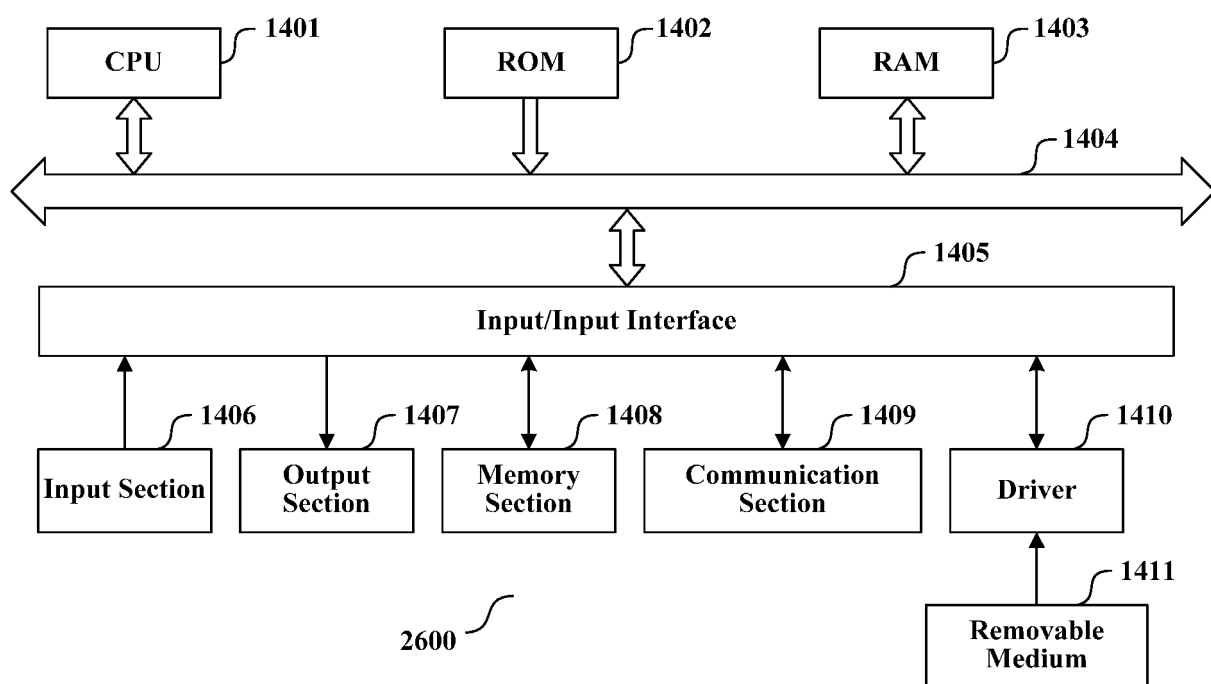 1401
1402
1403
CPU
ROM
RAM
1404
1405
Input/Input Interface
1406
1407
1408
1409
1410
Input Section
Output
Section
Memory
Section
Communication
Section
Driver
1411
2600
Removable
Medium